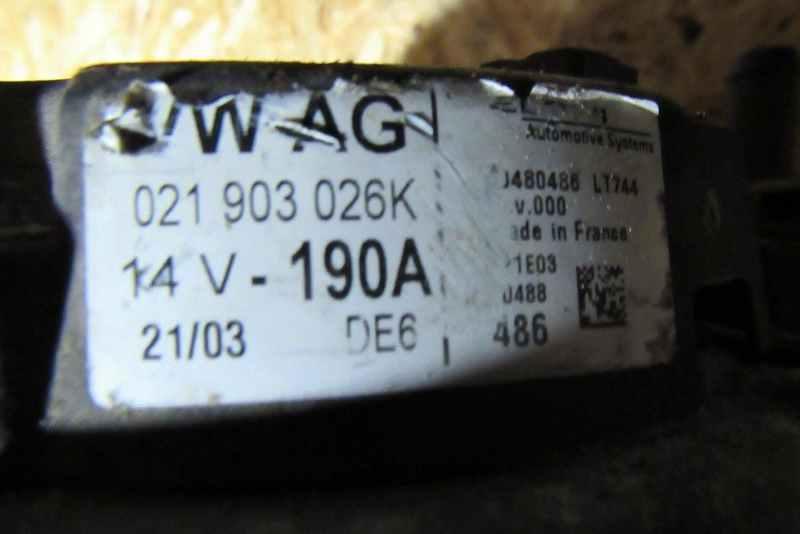 VW AG
021 903 026K
14 V - 190A
21/03 DE6
Automotive Systems
0480486 LT744
v.000
ade in France
1E03
0488
486